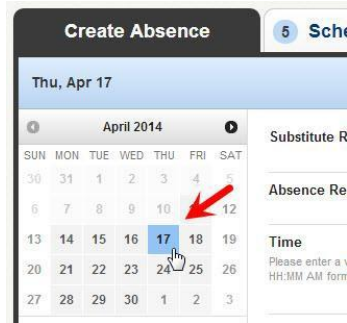 Create Absence
5 Sche
Thu, Apr 17
April 2014
SUN MON TUE WED THU FRI SAT
30 31 1 2 3 4 5
6 7 8 9 10 12
13 14 15 16 17 18 19
20 21 22 23 24 25 26
27 28 29 30 1 2 3
Substitute R
Absence Re
Time
Please enter a v
HH:MM AM form